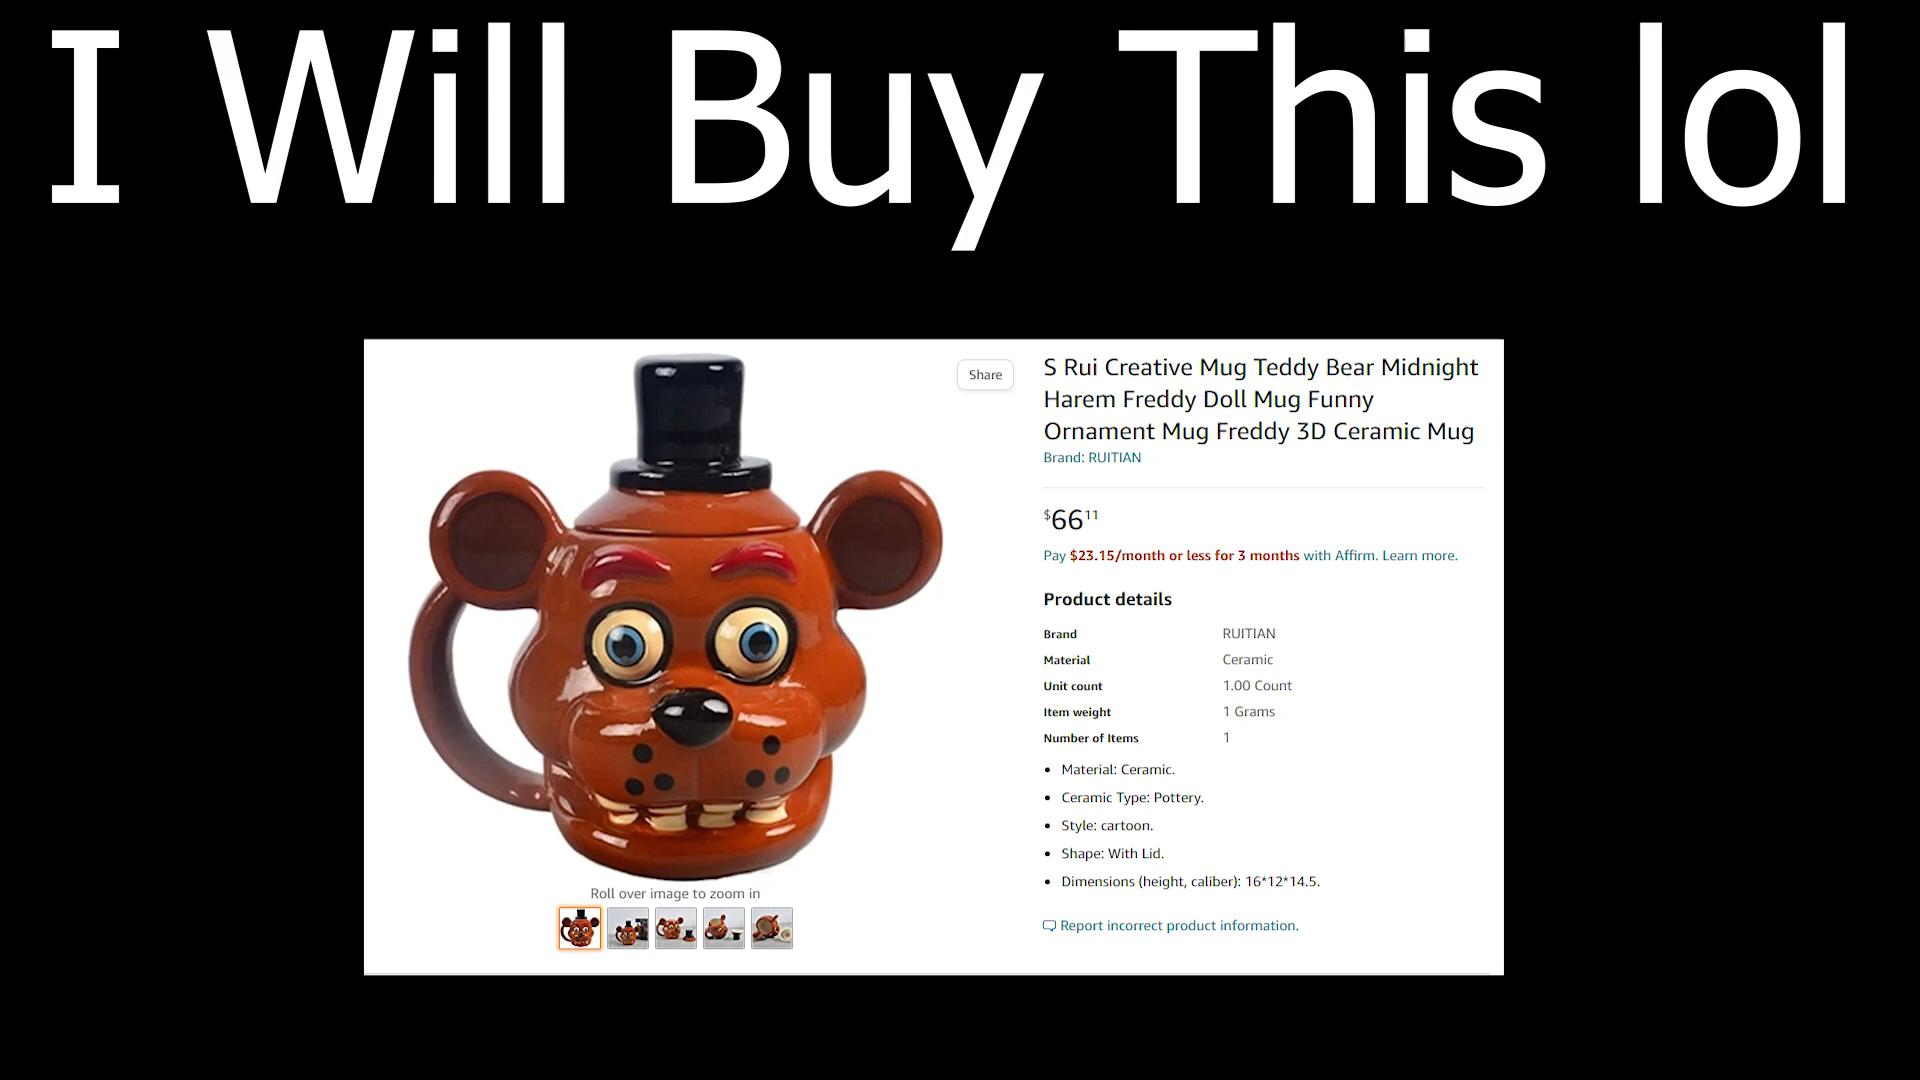 I Will Buy This lol
Share
S Rui Creative Mug Teddy Bear Midnight
Harem Freddy Doll Mug Funny
Ornament Mug Freddy 3D Ceramic Mug
Brand: RUITIAN
$66 11
Pay $23.15/month or less for 3 months with Affirm. Learn more.
Product details
Brand RUITIAN
Material Ceramic
Unit count 1.00 Count
Item weight 1 Grams
Number of Items 1
• Material: Ceramic.
• Ceramic Type: Pottery.
• Style: cartoon.
• Shape: With Lid.
• Dimensions (height, caliber): 16*12*14.5.
Roll over image to zoom in
Report incorrect product information.